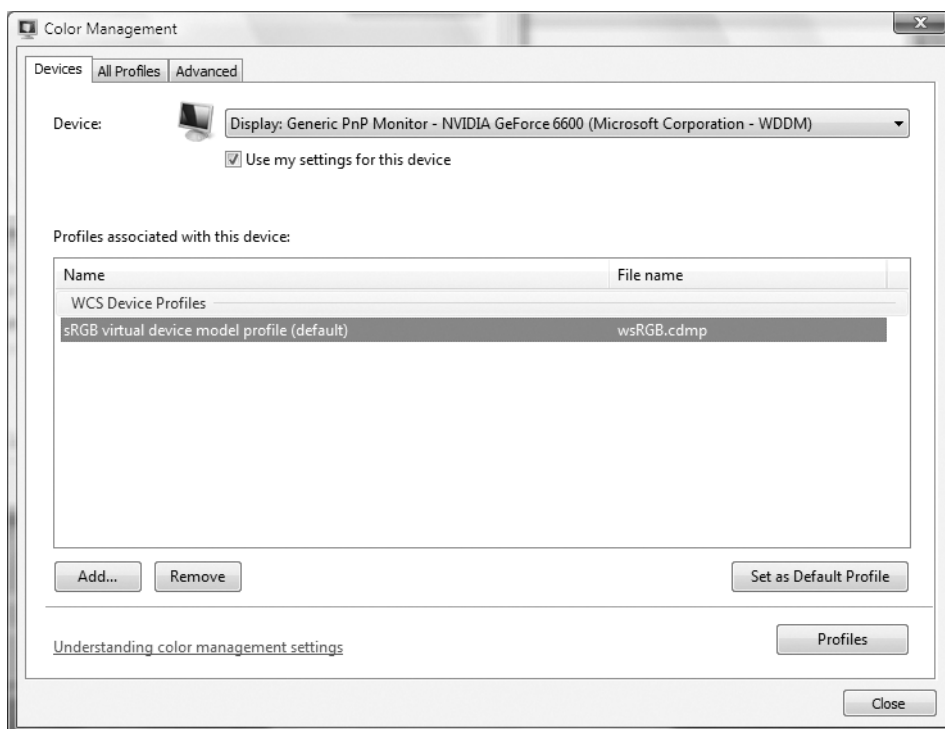 Color Management
Devices All Profiles Advanced
Device: Display: Generic PnP Monitor - NVIDIA GeForce 6600 (Microsoft Corporation - WDDM)
Use my settings for this device
Profiles associated with this device:
Name File name
WCS Device Profiles
sRGB virtual device model profile (default) wsRGB.cdmp
Add... Remove Set as Default Profile
Understanding color management settings Profiles
Close